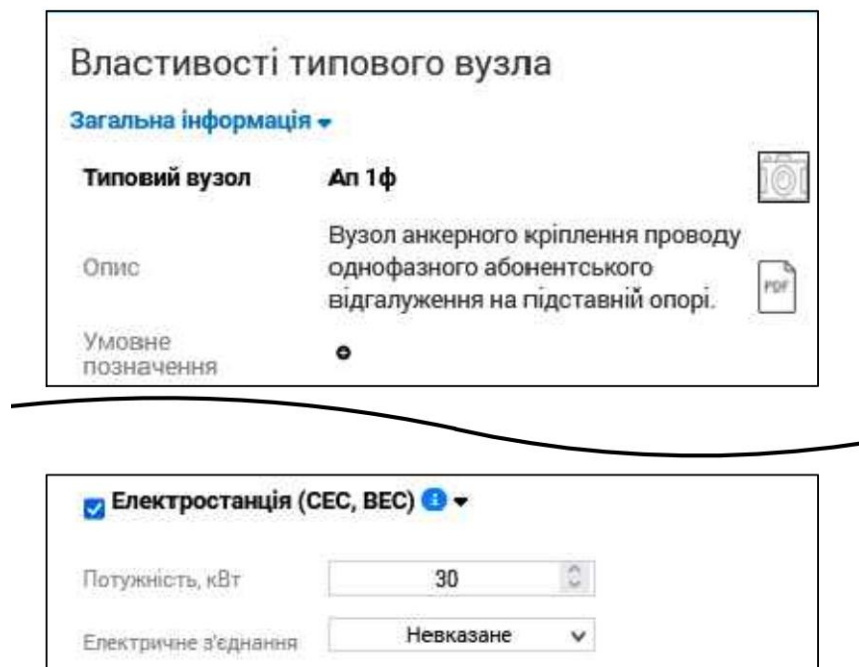 Властивості типового вузла
Загальна інформація
Типовий вузол Ап 1ф
Опис Вузол анкерного кріплення проводу
однофазного абонентського
відгалуження на підставній опорі.
PDF
Умовне
позначення
Електростанція (СЕС, ВЕС) i
Потужність, кВт 30
Електричне з'єднання Невказане